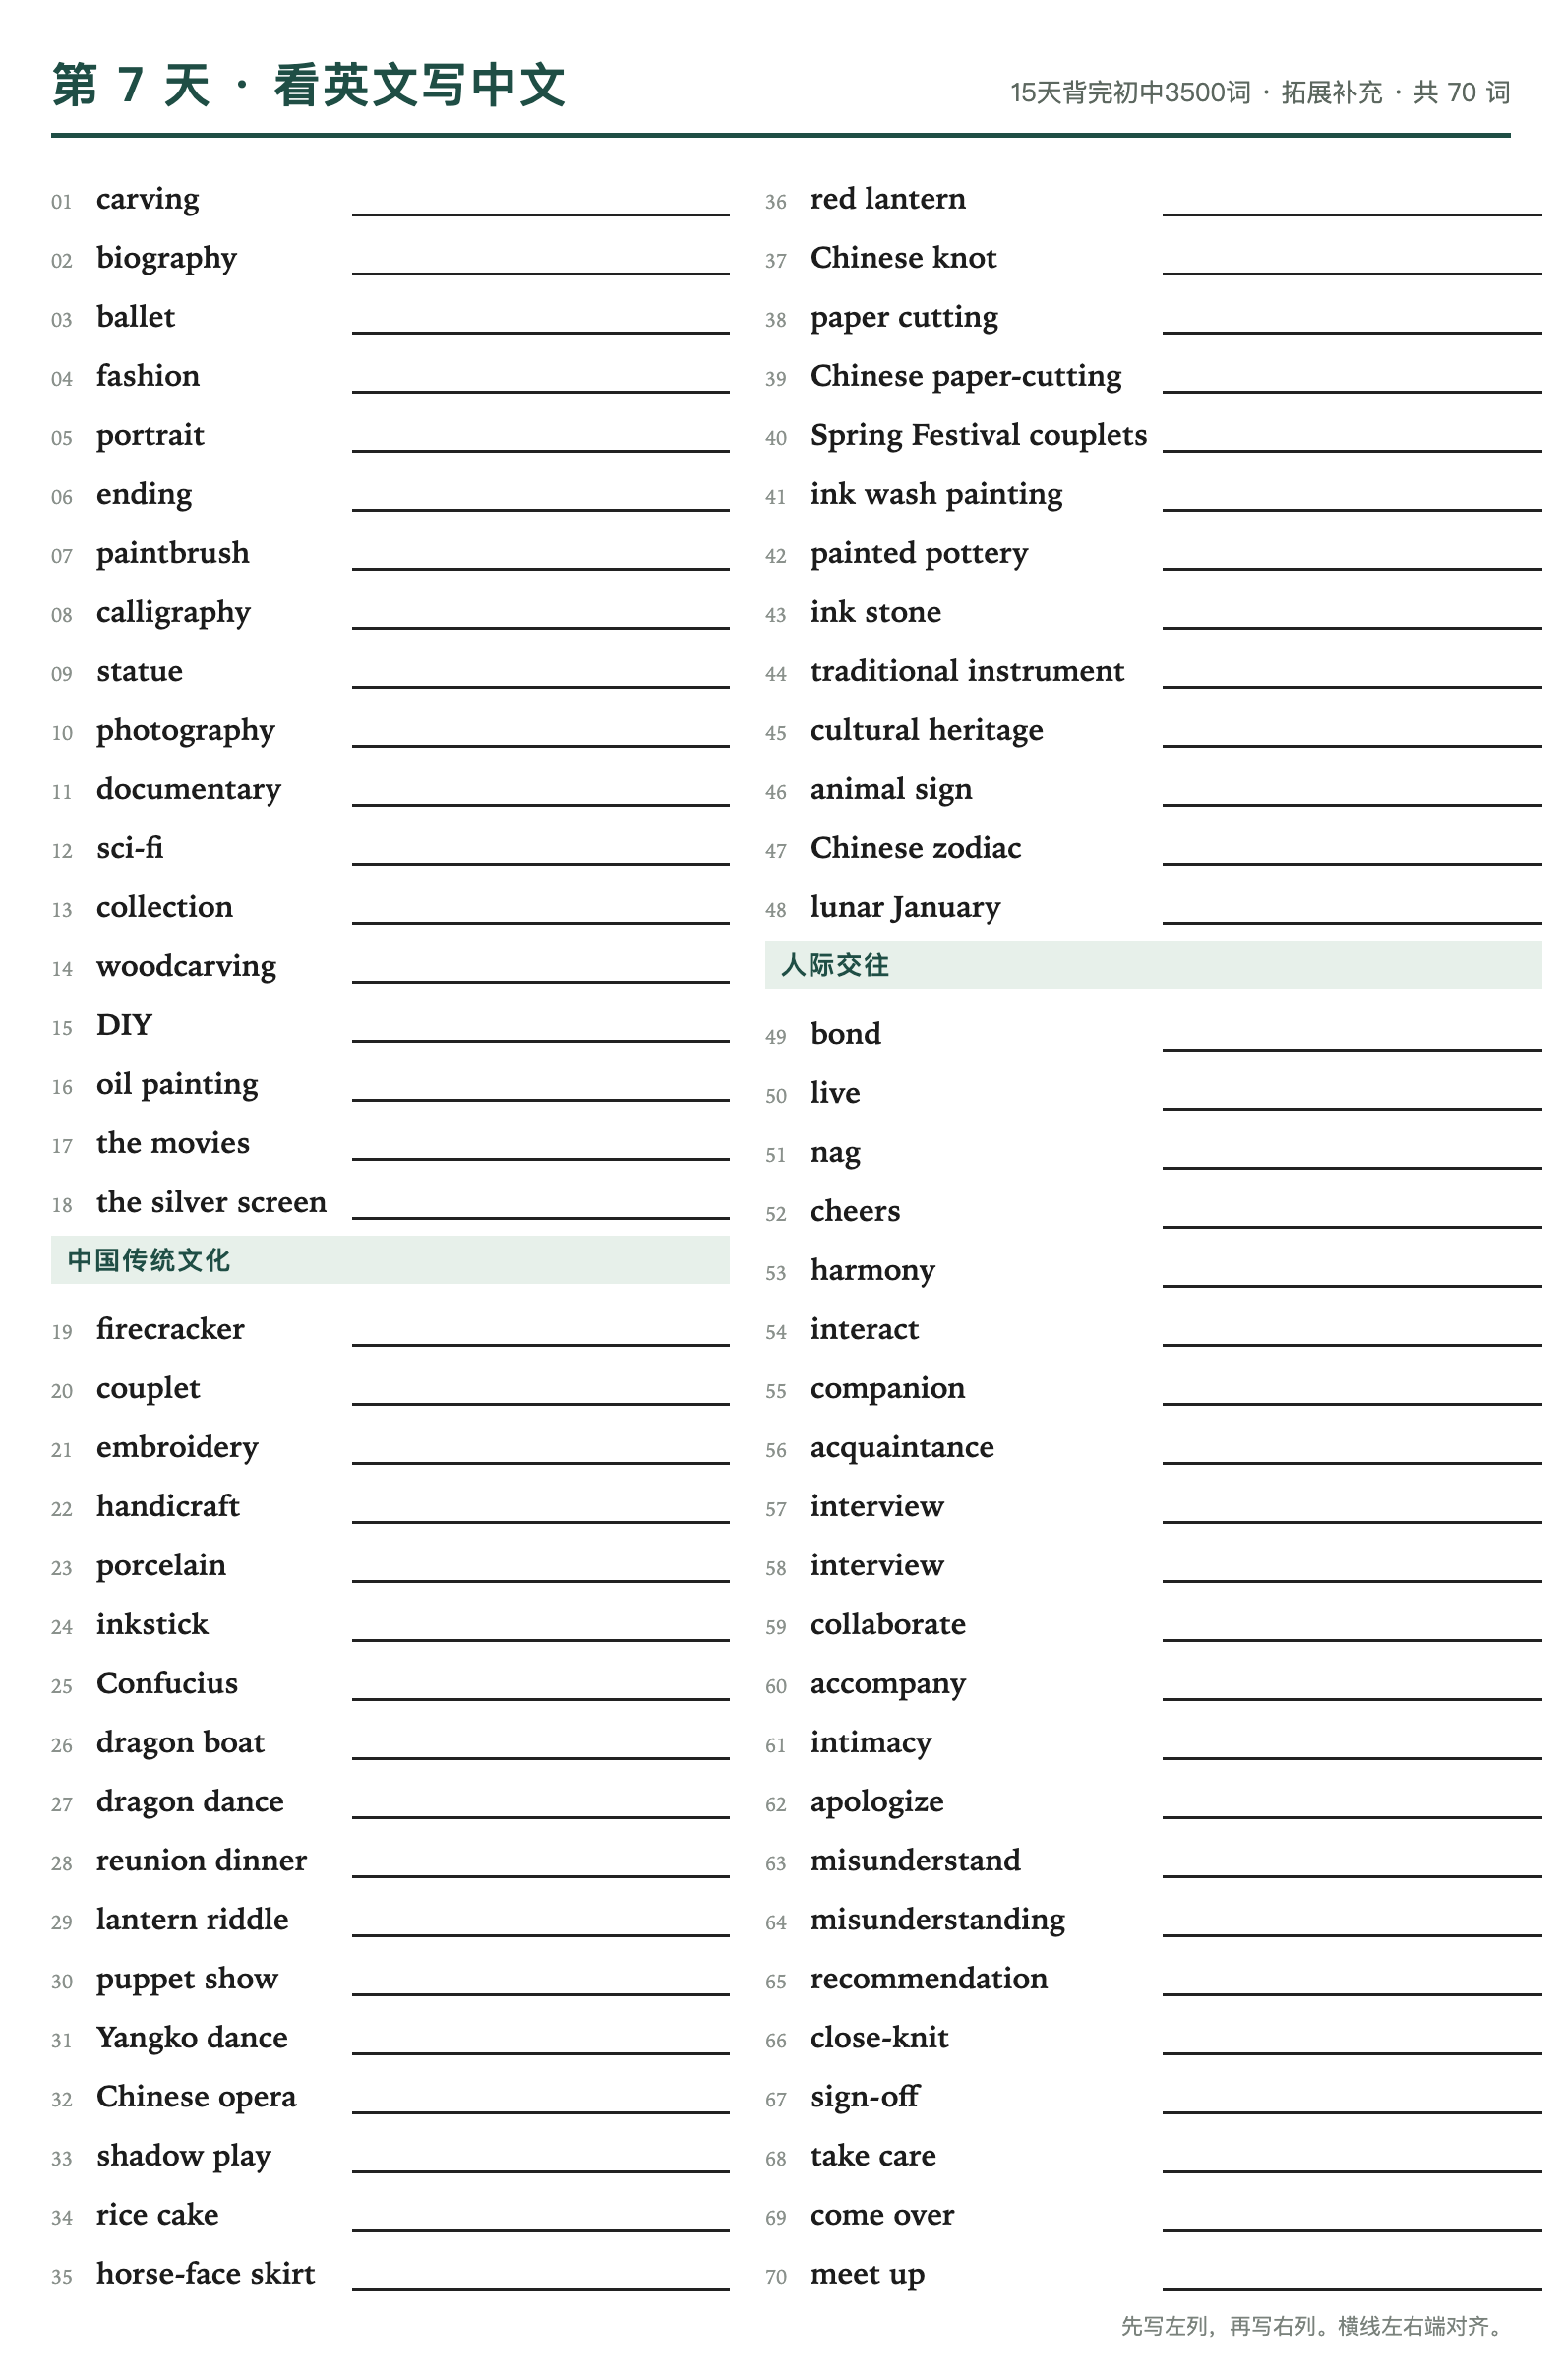 第 7 天 · 看英文写中文
15天背完初中3500词 · 拓展补充 · 共 70 词
01 carving
02 biography
03 ballet
04 fashion
05 portrait
06 ending
07 paintbrush
08 calligraphy
09 statue
10 photography
11 documentary
12 sci-fi
13 collection
14 woodcarving
15 DIY
16 oil painting
17 the movies
18 the silver screen
中国传统文化
19 firecracker
20 couplet
21 embroidery
22 handicraft
23 porcelain
24 inkstick
25 Confucius
26 dragon boat
27 dragon dance
28 reunion dinner
29 lantern riddle
30 puppet show
31 Yangko dance
32 Chinese opera
33 shadow play
34 rice cake
35 horse-face skirt
36 red lantern
37 Chinese knot
38 paper cutting
39 Chinese paper-cutting
40 Spring Festival couplets
41 ink wash painting
42 painted pottery
43 ink stone
44 traditional instrument
45 cultural heritage
46 animal sign
47 Chinese zodiac
48 lunar January
人际交往
49 bond
50 live
51 nag
52 cheers
53 harmony
54 interact
55 companion
56 acquaintance
57 interview
58 interview
59 collaborate
60 accompany
61 intimacy
62 apologize
63 misunderstand
64 misunderstanding
65 recommendation
66 close-knit
67 sign-off
68 take care
69 come over
70 meet up
先写左列，再写右列。横线左右端对齐。